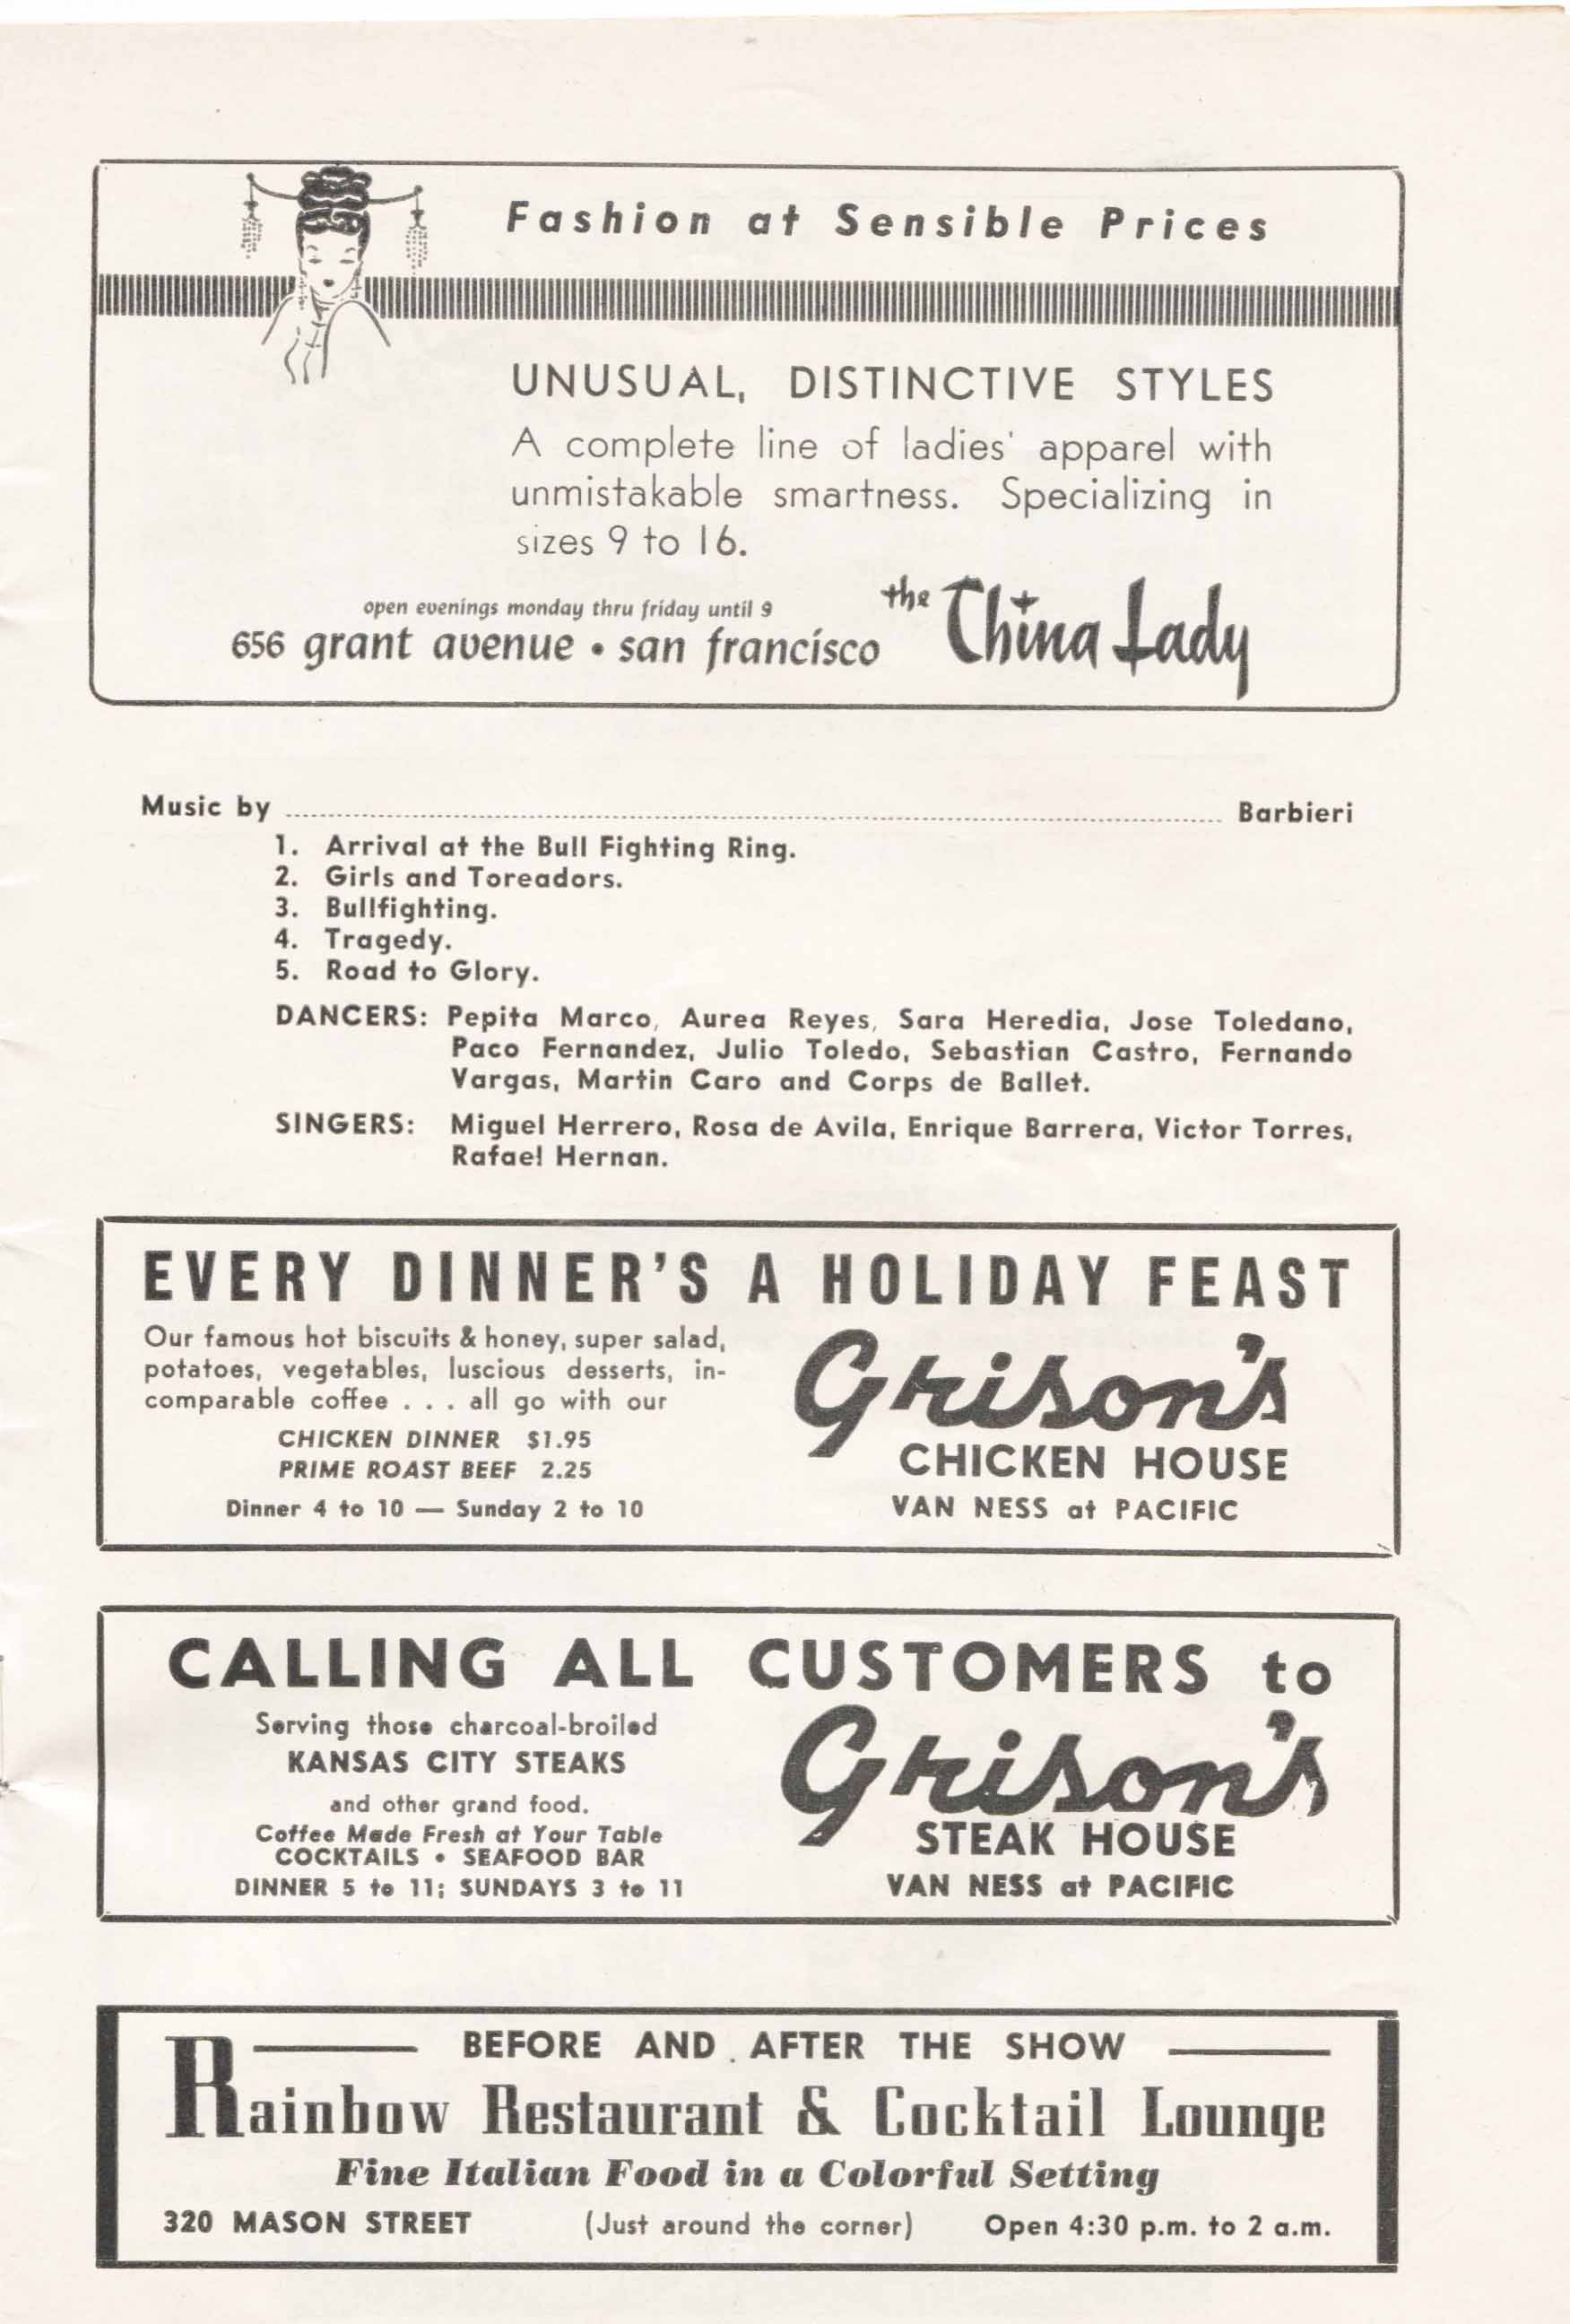 Fashion at Sensible Prices
UNUSUAL, DISTINCTIVE STYLES
A complete line of ladies' apparel with
unmistakable smartness. Specializing in
sizes 9 to 16.
open evenings monday thru friday until 9
656 grant avenue • san francisco
the China Lady
Music by ........ Barbieri
1. Arrival at the Bull Fighting Ring.
2. Girls and Toreadors.
3. Bullfighting.
4. Tragedy.
5. Road to Glory.
DANCERS: Pepita Marco, Aurea Reyes, Sara Heredia, Jose Toledano,
Paco Fernandez, Julio Toledo, Sebastian Castro, Fernando
Vargas, Martin Caro and Corps de Ballet.
SINGERS: Miguel Herrero, Rosa de Avila, Enrique Barrera, Victor Torres,
Rafael Hernan.
EVERY DINNER'S A HOLIDAY FEAST
Our famous hot biscuits & honey, super salad,
potatoes, vegetables, luscious desserts, in-
comparable coffee . . . all go with our
CHICKEN DINNER $1.95
PRIME ROAST BEEF 2.25
Dinner 4 to 10 — Sunday 2 to 10
Grison's
CHICKEN HOUSE
VAN NESS at PACIFIC
CALLING ALL CUSTOMERS to
Serving those charcoal-broiled
KANSAS CITY STEAKS
and other grand food.
Coffee Made Fresh at Your Table
COCKTAILS • SEAFOOD BAR
DINNER 5 to 11; SUNDAYS 3 to 11
Grison's
STEAK HOUSE
VAN NESS at PACIFIC
BEFORE AND AFTER THE SHOW
Rainbow Restaurant & Cocktail Lounge
Fine Italian Food in a Colorful Setting
320 MASON STREET (Just around the corner) Open 4:30 p.m. to 2 a.m.